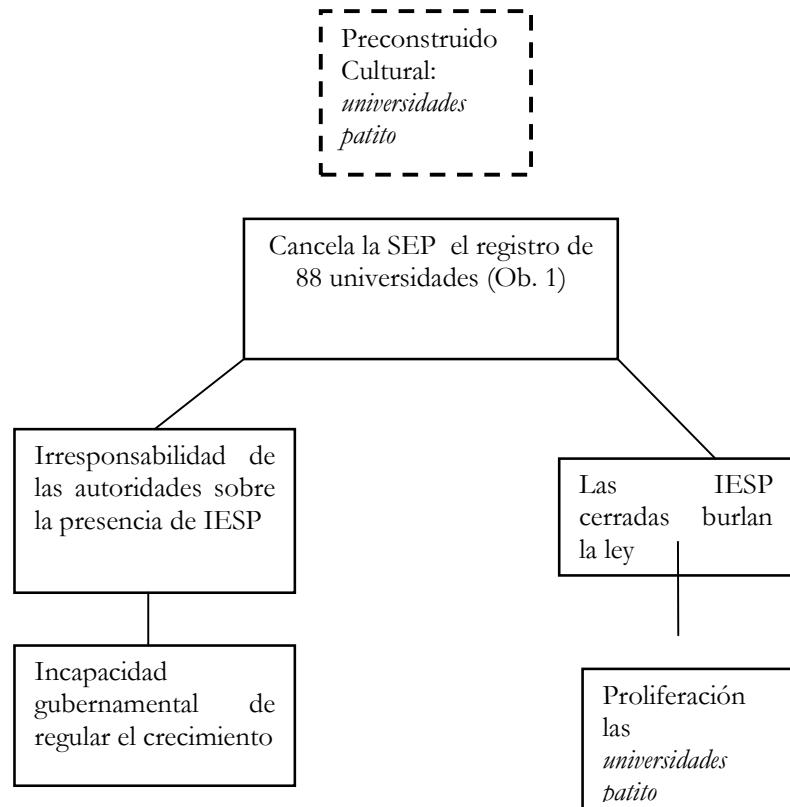 Preconstruido
Cultural:
universidades
patito
Cancela la SEP el registro de
88 universidades (Ob. 1)
Irresponsabilidad de
las autoridades sobre
la presencia de IESP
Las IESP
cerradas burlan
la ley
Incapacidad
gubernamental de
regular el crecimiento
Proliferación
las
universidades
patito